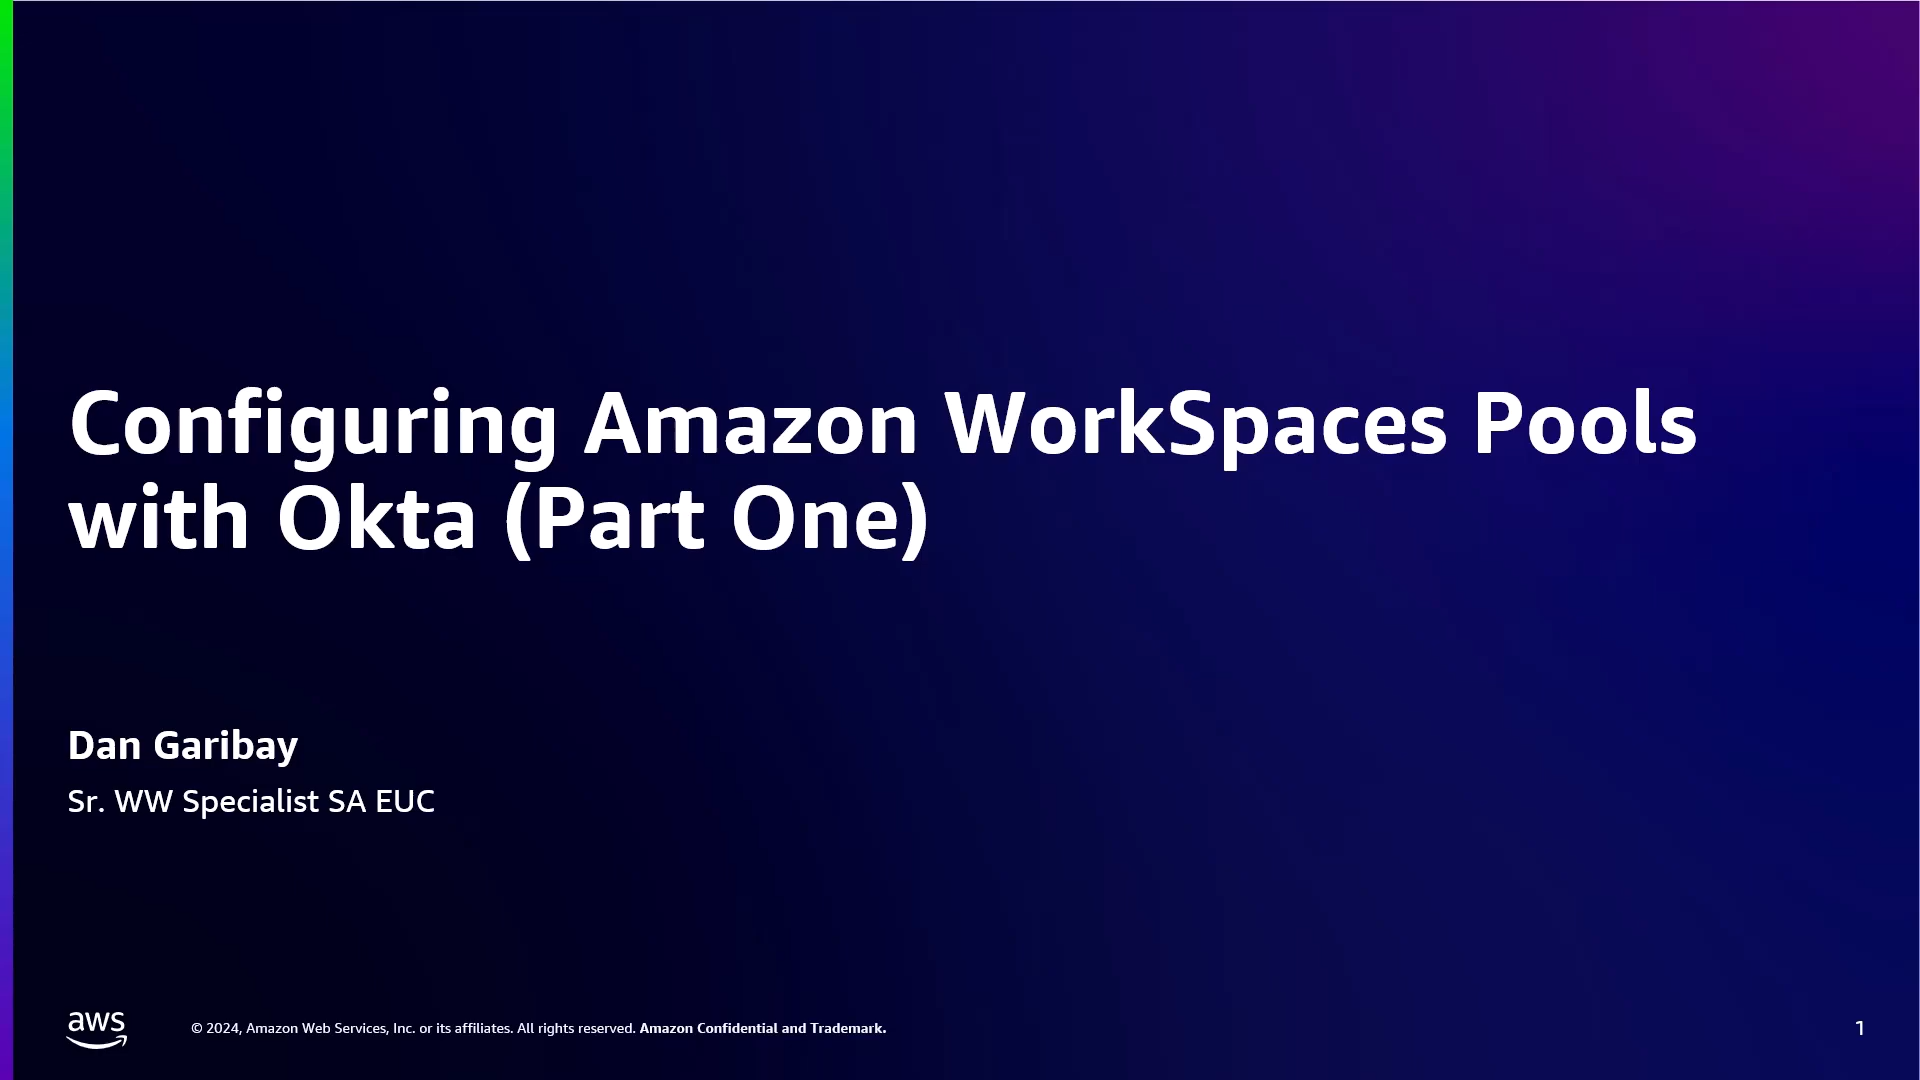 Configuring Amazon WorkSpaces Pools
with Okta (Part One)
Dan Garibay
Sr. WW Specialist SA EUC
aws
© 2024, Amazon Web Services, Inc. or its affiliates. All rights reserved. Amazon Confidential and Trademark.
1